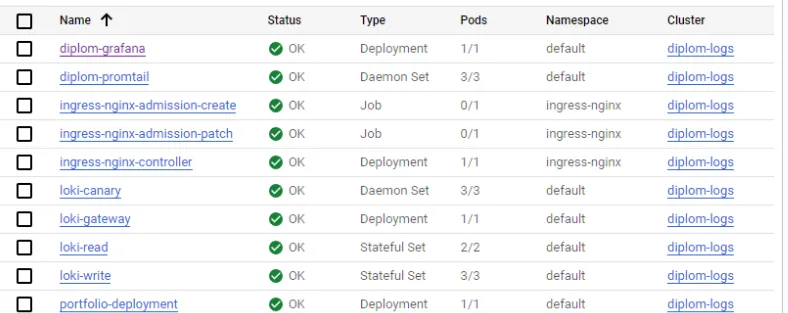 Name Status Type Pods Namespace Cluster
diplom-grafana OK Deployment 1/1 default diplom-logs
diplom-promtail OK Daemon Set 3/3 default diplom-logs
ingress-nginx-admission-create OK Job 0/1 ingress-nginx diplom-logs
ingress-nginx-admission-patch OK Job 0/1 ingress-nginx diplom-logs
ingress-nginx-controller OK Deployment 1/1 ingress-nginx diplom-logs
loki-canary OK Daemon Set 3/3 default diplom-logs
loki-gateway OK Deployment 1/1 default diplom-logs
loki-read OK Stateful Set 2/2 default diplom-logs
loki-write OK Stateful Set 3/3 default diplom-logs
portfolio-deployment OK Deployment 1/1 default diplom-logs